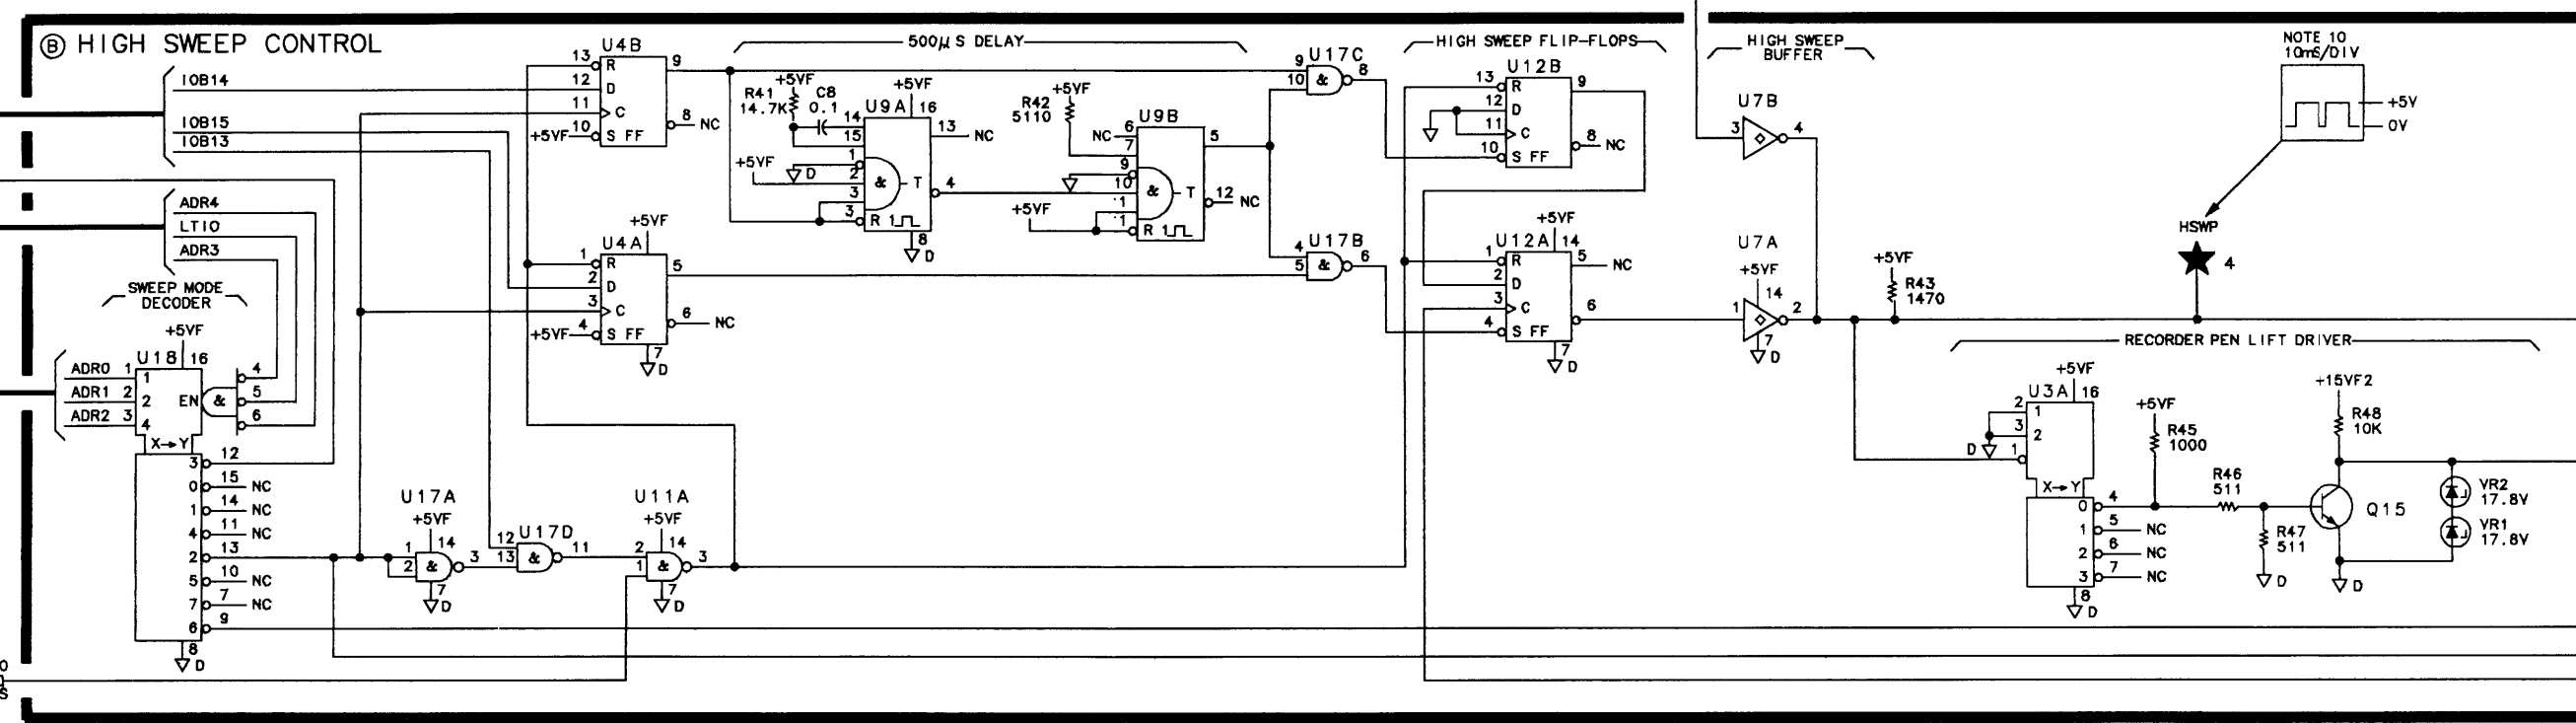 Ⓑ HIGH SWEEP CONTROL
IOB14
IOB15
IOB13
ADR4
LTIO
ADR3
SWEEP MODE
DECODER
+5VF
U18 16
ADR0 1 1
ADR1 2 2
ADR2 3 4
EN & 4
5
6
X→Y
3 12
0 15 NC
1 14 NC
4 11 NC
2 13
5 10 NC
7 7 NC
6 9
8
D
U4B
13 R 9
12 D
11 C
+5VF 10 S FF 8 NC
+5VF
U4A
1 R 5
2 D
3 C
+5VF 4 S FF 6 NC
7
D
U17A
+5VF
1 14
2 & 3
7
D
U17D
12
13 & 11
U11A
+5VF
2 14
1 & 3
7
D
500µS DELAY
+5VF
R41
14.7K
C8
0.1
+5VF
U9A 16
14
15 13 NC
1
D
+5VF 2
3 & T 4
3 R 1
8
D
+5VF
R42
5110
U9B
NC 6 5
7
9
10 & T
1 12 NC
+5VF 1 R 1
U17C
9
10 & 8
U17B
4
5 & 6
HIGH SWEEP FLIP-FLOPS
U12B
13 R 9
12 D
11 C 8 NC
10 S FF
+5VF
U12A 14
1 R 5 NC
2 D
3 C 6
4 S FF
7
D
HIGH SWEEP
BUFFER
U7B
3 4
U7A
+5VF
14
1 2
7
D
+5VF
R43
1470
NOTE 10
10mS/DIV
+5V
0V
HSWP
4
RECORDER PEN LIFT DRIVER
+5VF
U3A 16
2 1
3 2
D 1
X→Y
0 4
1 5 NC
2 6 NC
3 7 NC
8
D
+5VF
R45
1000
R46
511
R47
511
D
+15VF2
R48
10K
Q15
D
VR2
17.8V
VR1
17.8V